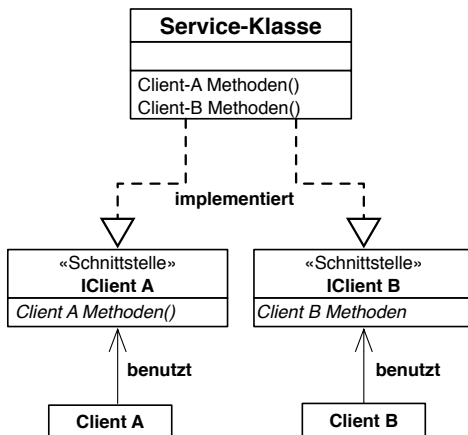 Service-Klasse
Client-A Methoden()
Client-B Methoden()
implementiert
«Schnittstelle»
IClient A
Client A Methoden()
«Schnittstelle»
IClient B
Client B Methoden
benutzt
benutzt
Client A
Client B